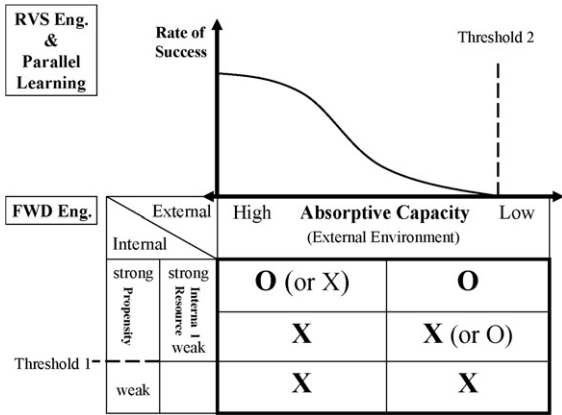 RVS Eng.
&
Parallel
Learning
Rate of
Success
Threshold 2
FWD Eng.
External
Internal
High Absorptive Capacity Low
(External Environment)
strong
Propensity
weak
strong
Interna l
Resource
weak
O (or X) O
X X (or O)
Threshold 1
X X